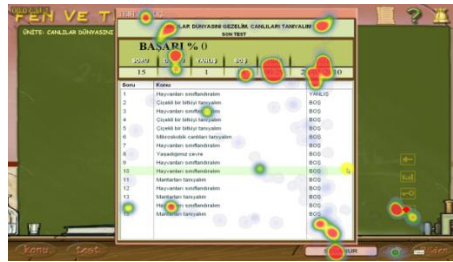 FEN VE T
ÜNİTE: CANLILAR DÜNYASINI
LAR DÜNYASINI GEZELİM, CANLILARI TANIYALIM
SON TEST
BAŞARI % 0
SORU YANLIŞ BOŞ
15 1
Soru Konu
1 Hayvanları sınıflandıralım YANLIŞ
2 Çiçekli bir bitkiyi tanıyalım BOŞ
3 Hayvanları sınıflandıralım BOŞ
4 Çiçekli bir bitkiyi tanıyalım BOŞ
5 Çiçekli bir bitkiyi tanıyalım BOŞ
6 Mikroskobik canlıları tanıyalım BOŞ
7 Hayvanları sınıflandıralım BOŞ
8 Yaşadığımız çevre BOŞ
9 Hayvanları sınıflandıralım BOŞ
10 Hayvanları sınıflandıralım BOŞ
11 Mantarları tanıyalım BOŞ
12 Hayvanları sınıflandıralım BOŞ
13 Mantarları tanıyalım BOŞ
sınıflandıralım BOŞ
Mantarları tanıyalım BOŞ
konu test